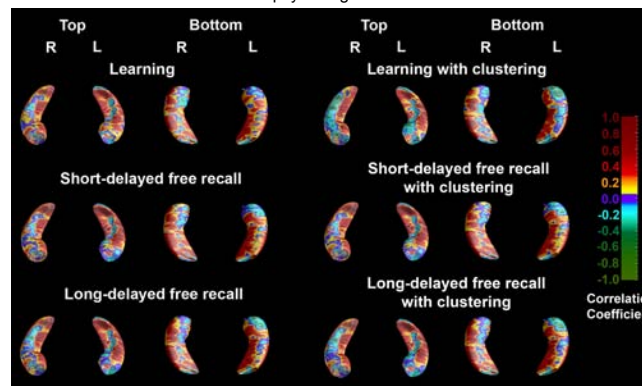 Top Bottom Top Bottom
R L R L R L R L
Learning Learning with clustering
Short-delayed free recall Short-delayed free recall
with clustering
Long-delayed free recall Long-delayed free recall
with clustering
1.0
0.8
0.6
0.4
0.2
0.0
-0.2
-0.4
-0.6
-0.8
-1.0
Correlatio
Coefficie